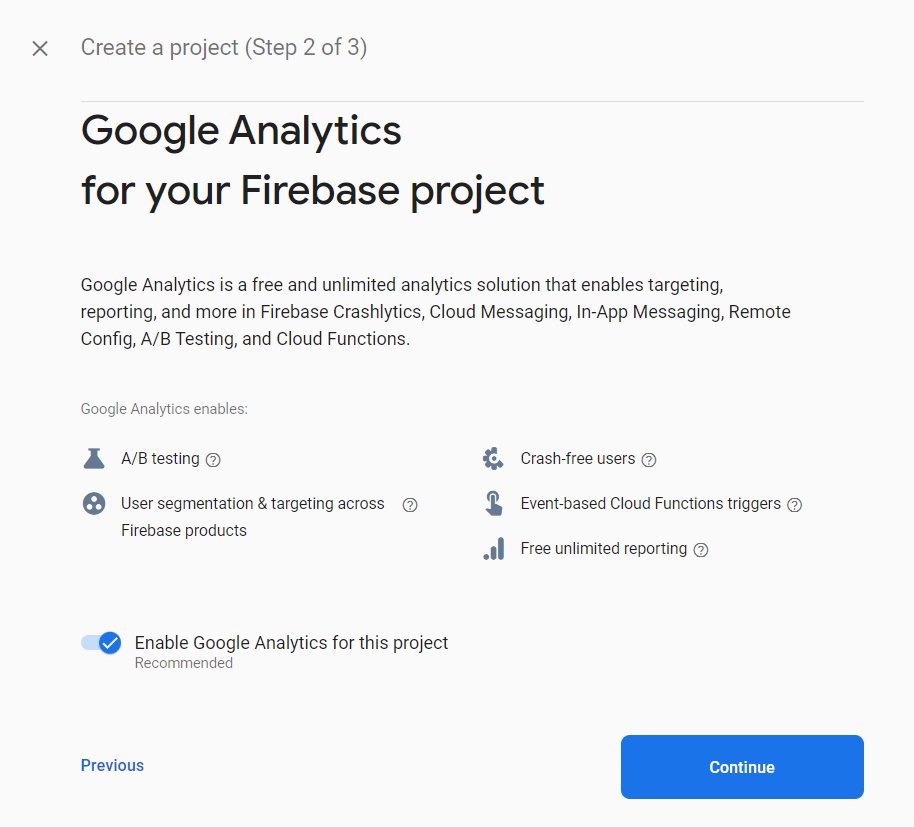 Create a project (Step 2 of 3)
Google Analytics
for your Firebase project
Google Analytics is a free and unlimited analytics solution that enables targeting,
reporting, and more in Firebase Crashlytics, Cloud Messaging, In-App Messaging, Remote
Config, A/B Testing, and Cloud Functions.
Google Analytics enables:
A/B testing
User segmentation & targeting across
Firebase products
Crash-free users
Event-based Cloud Functions triggers
Free unlimited reporting
Enable Google Analytics for this project
Recommended
Previous
Continue